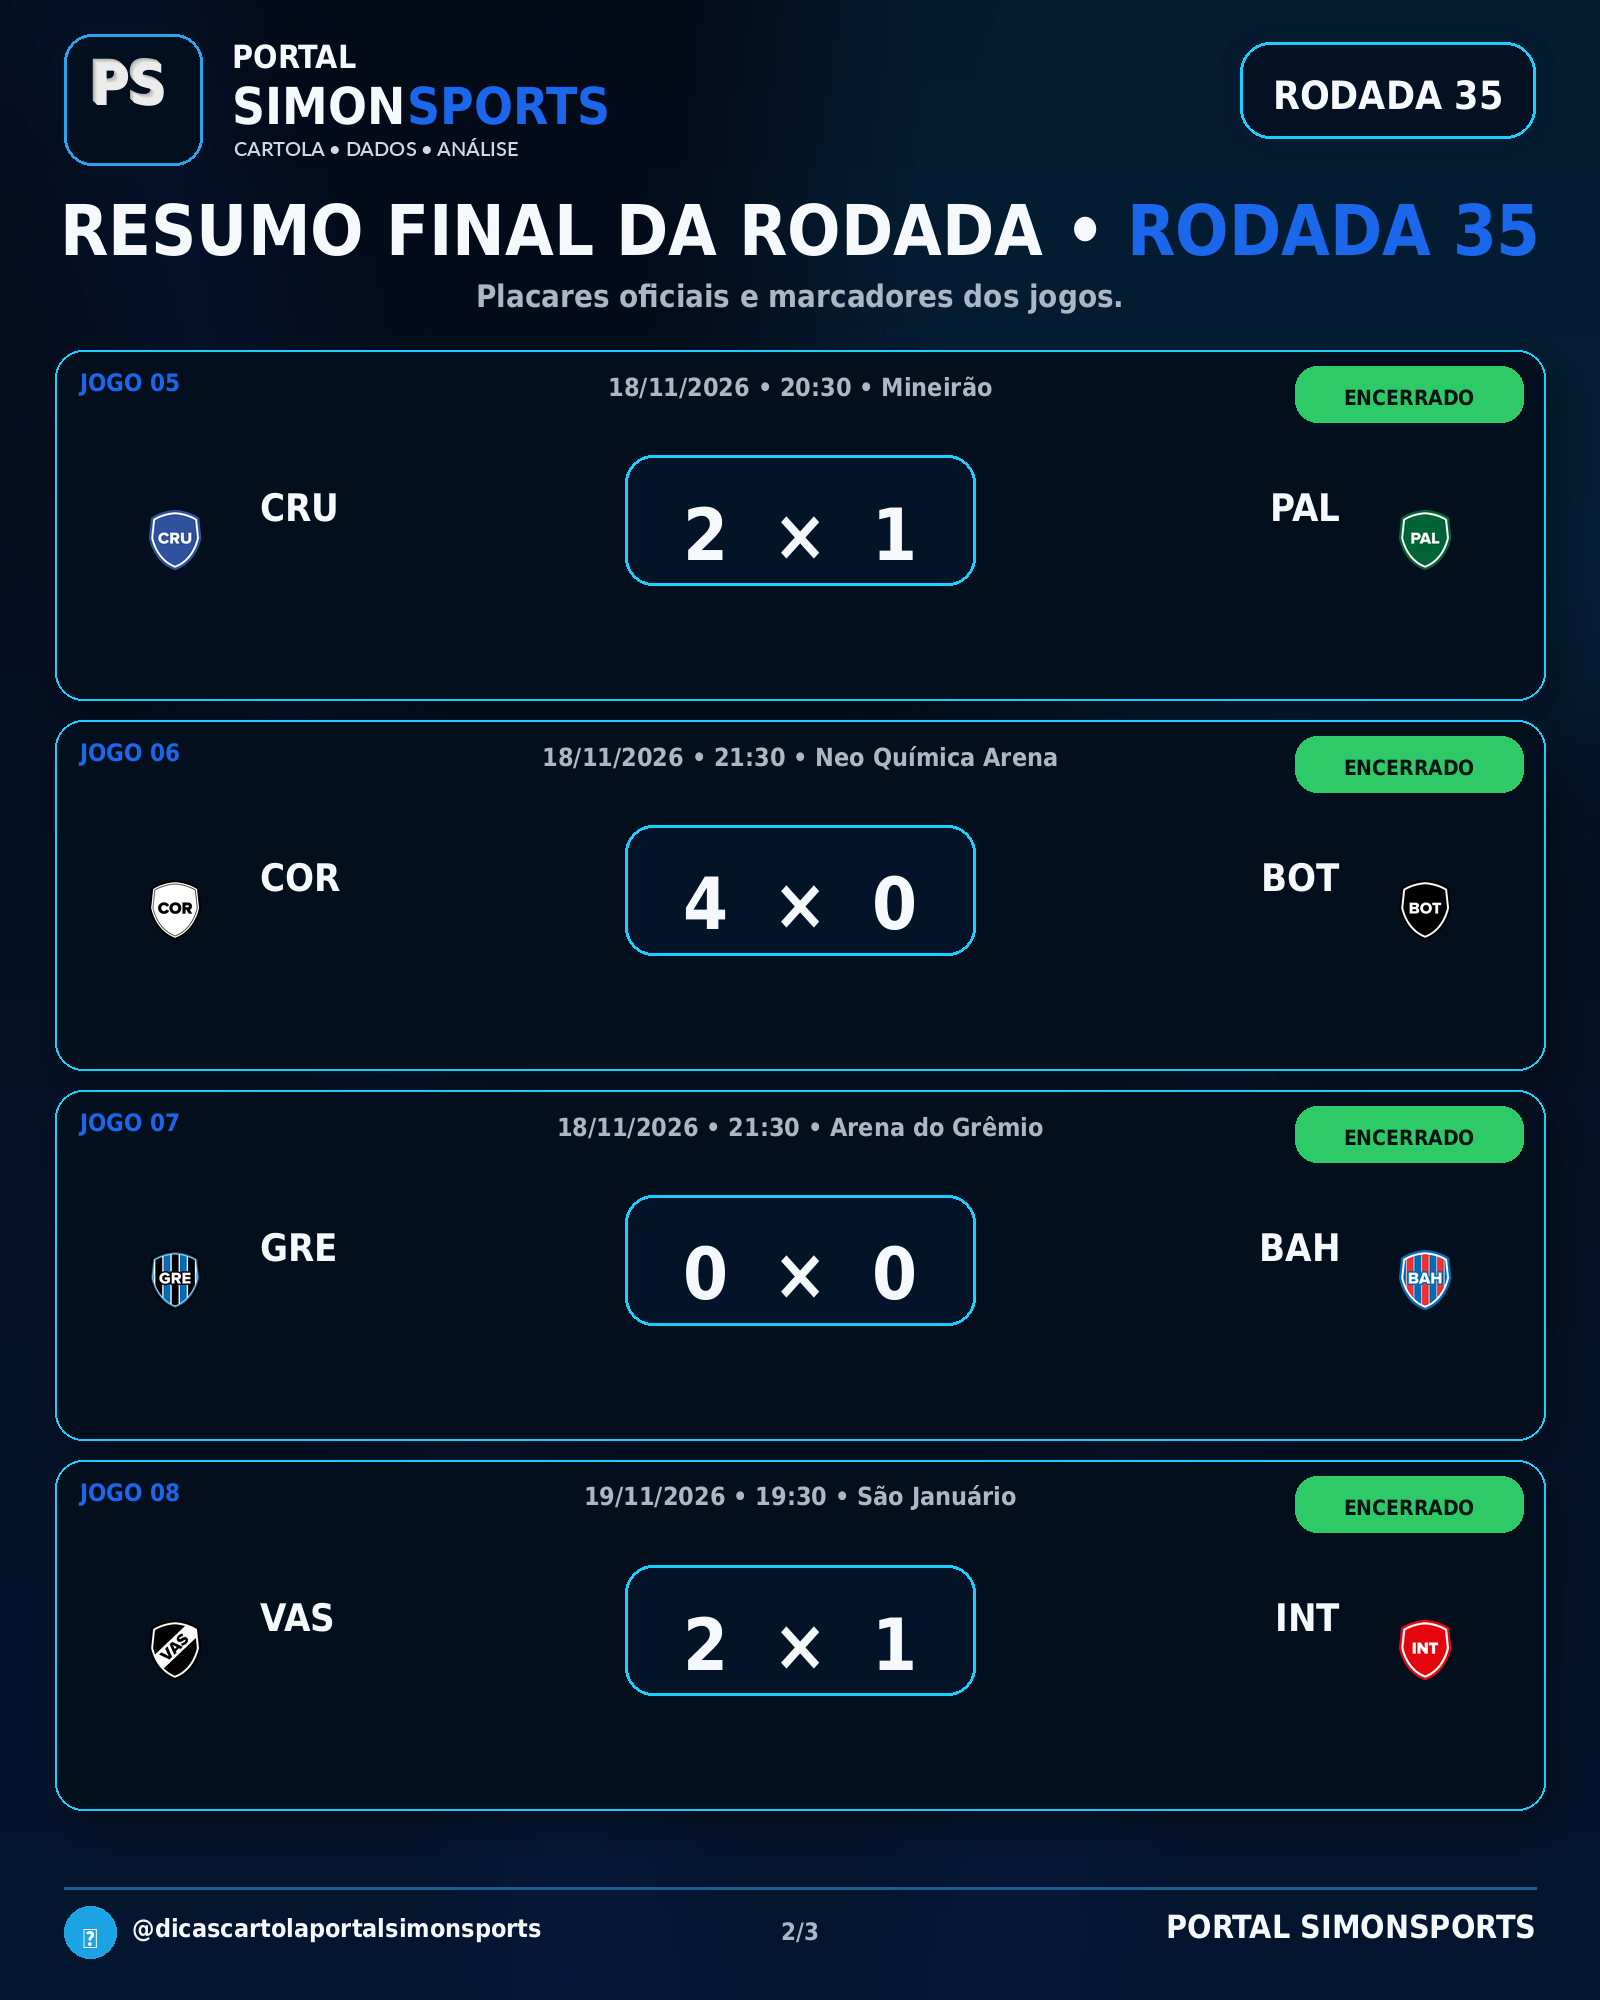 PS
PORTAL
SIMONSPORTS
CARTOLA • DADOS • ANÁLISE
RODADA 35
RESUMO FINAL DA RODADA • RODADA 35
Placares oficiais e marcadores dos jogos.
JOGO 05
18/11/2026 • 20:30 • Mineirão
ENCERRADO
CRU
CRU
2 × 1
PAL
PAL
JOGO 06
18/11/2026 • 21:30 • Neo Química Arena
ENCERRADO
COR
COR
4 × 0
BOT
BOT
JOGO 07
18/11/2026 • 21:30 • Arena do Grêmio
ENCERRADO
GRE
GRE
0 × 0
BAH
BAH
JOGO 08
19/11/2026 • 19:30 • São Januário
ENCERRADO
VAS
VAS
2 × 1
INT
INT
@dicascartolaportalsimonsports
2/3
PORTAL SIMONSPORTS